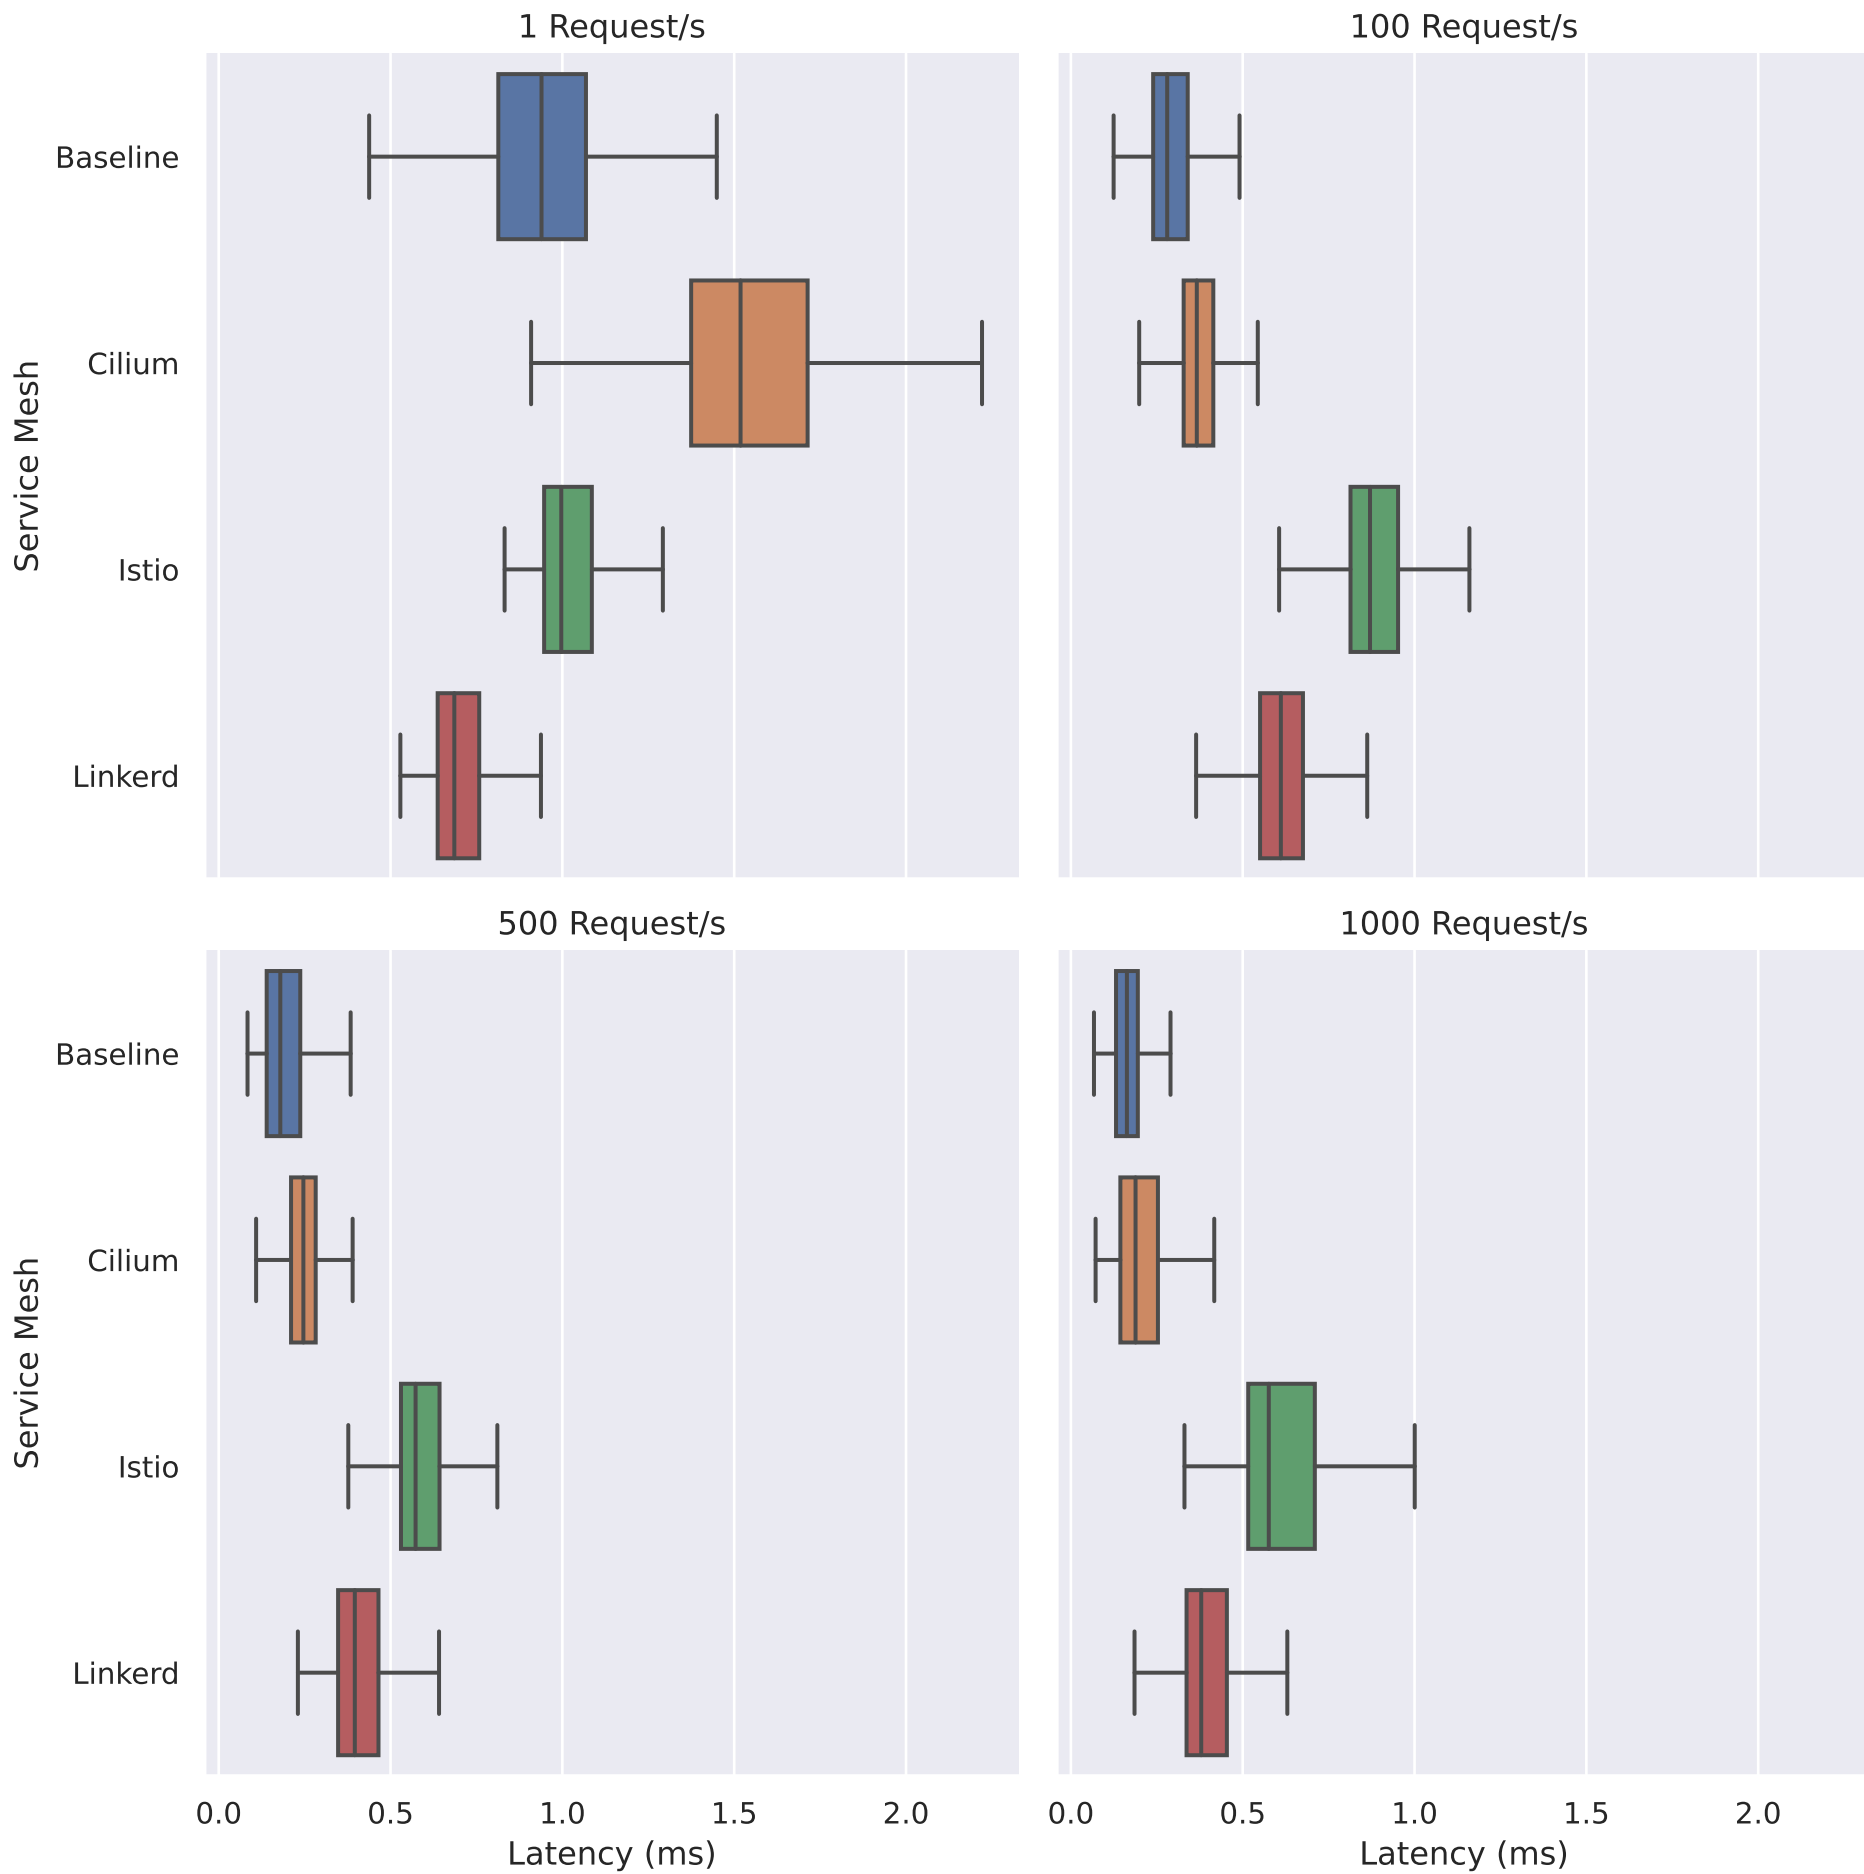 1 Request/s
100 Request/s
Service Mesh
Baseline
Cilium
Istio
Linkerd
500 Request/s
1000 Request/s
Service Mesh
Baseline
Cilium
Istio
Linkerd
0.0 0.5 1.0 1.5 2.0
0.0 0.5 1.0 1.5 2.0
Latency (ms)
Latency (ms)